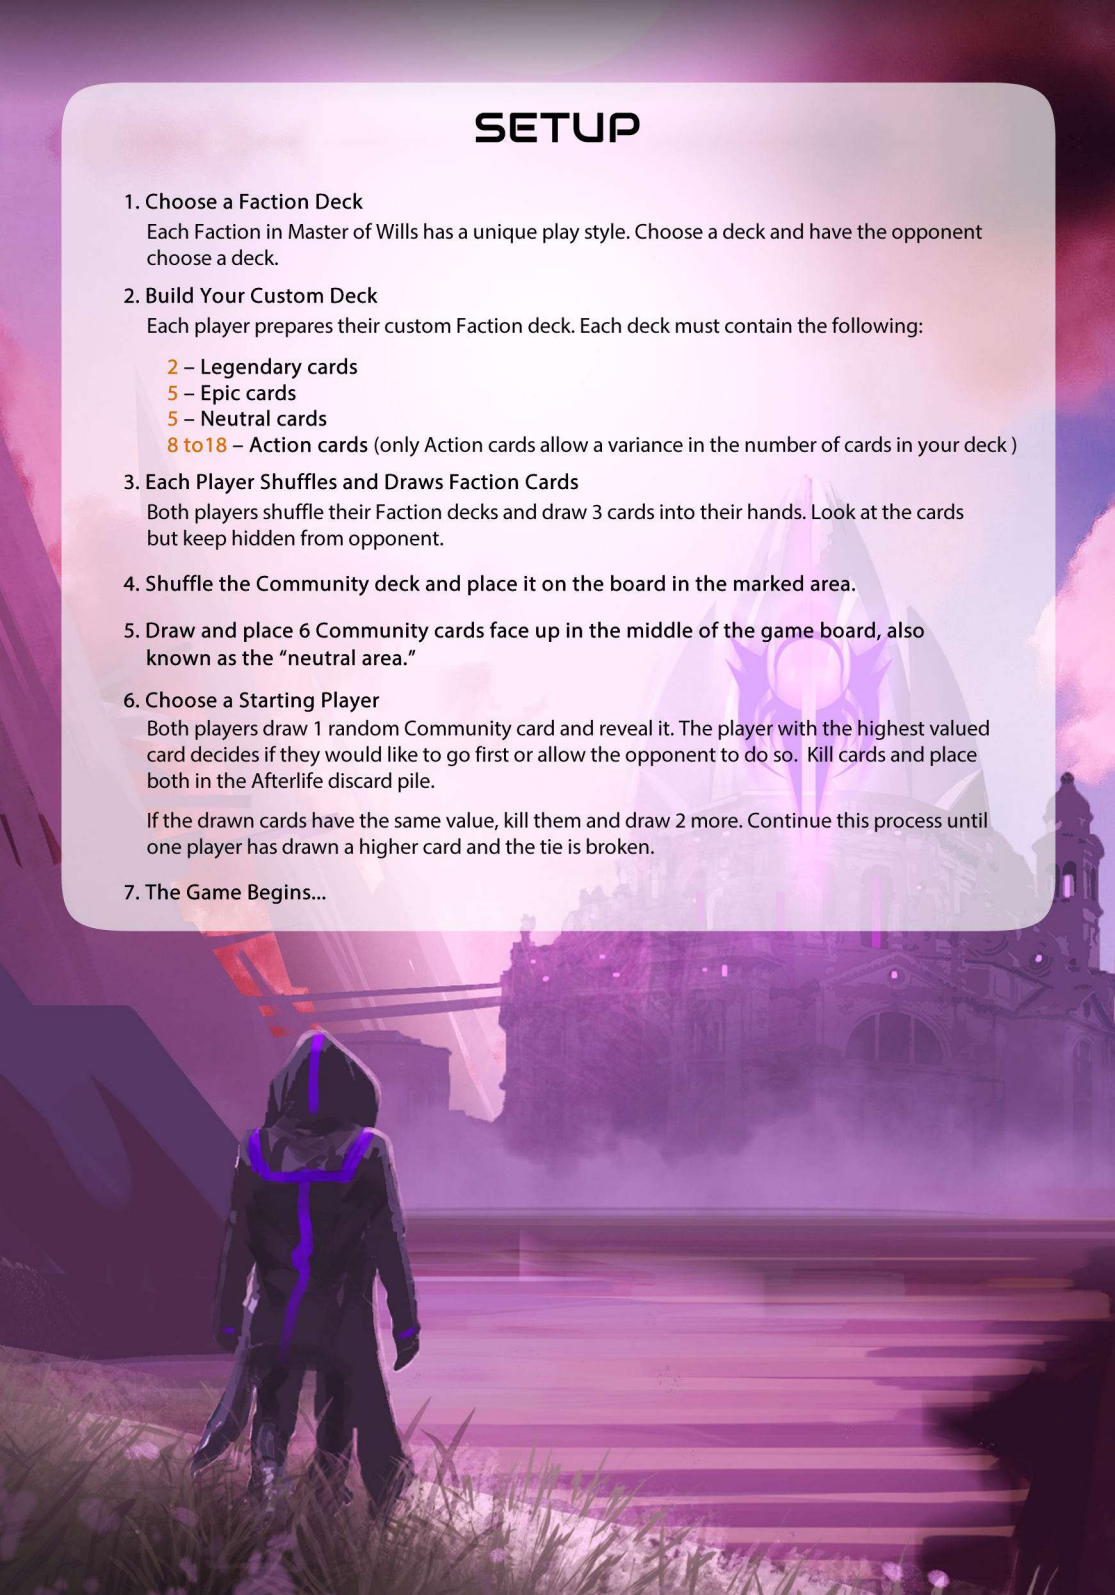 SETUP
1. Choose a Faction Deck
Each Faction in Master of Wills has a unique play style. Choose a deck and have the opponent
choose a deck.
2. Build Your Custom Deck
Each player prepares their custom Faction deck. Each deck must contain the following:
2 – Legendary cards
5 – Epic cards
5 – Neutral cards
8 to18 – Action cards (only Action cards allow a variance in the number of cards in your deck )
3. Each Player Shuffles and Draws Faction Cards
Both players shuffle their Faction decks and draw 3 cards into their hands. Look at the cards
but keep hidden from opponent.
4. Shuffle the Community deck and place it on the board in the marked area.
5. Draw and place 6 Community cards face up in the middle of the game board, also
known as the “neutral area.”
6. Choose a Starting Player
Both players draw 1 random Community card and reveal it. The player with the highest valued
card decides if they would like to go first or allow the opponent to do so.  Kill cards and place
both in the Afterlife discard pile.
If the drawn cards have the same value, kill them and draw 2 more. Continue this process until
one player has drawn a higher card and the tie is broken.
7. The Game Begins...